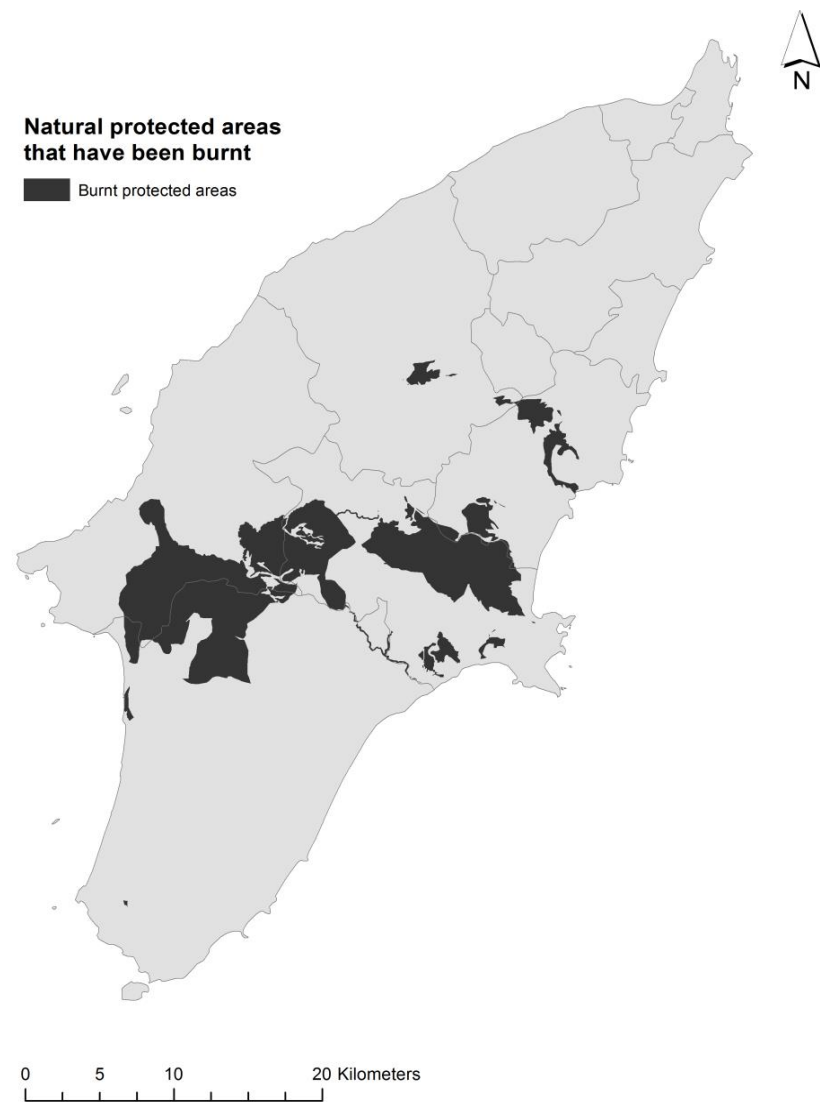 N
Natural protected areas
that have been burnt
Burnt protected areas
0 5 10 20 Kilometers